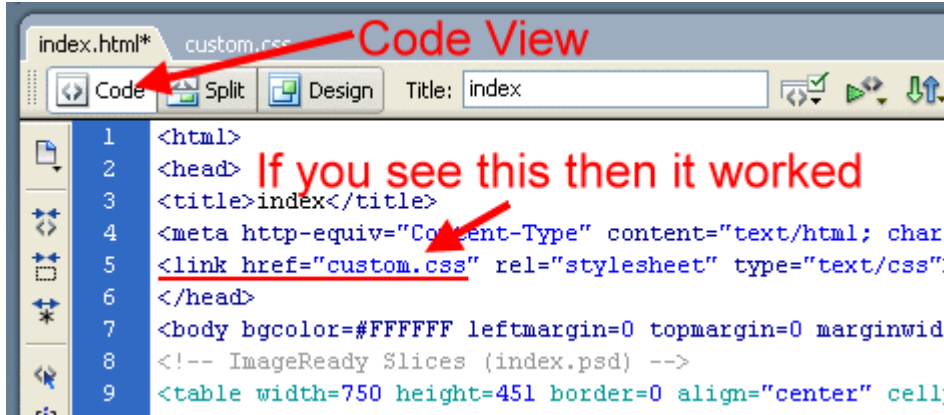 index.html* custom.css Code View
Code Split Design Title: index
1 <html>
2 <head> If you see this then it worked
3 <title>index</title>
4 <meta http-equiv="Content-Type" content="text/html; char
5 <link href="custom.css" rel="stylesheet" type="text/css"
6 </head>
7 <body bgcolor=#FFFFFF leftmargin=0 topmargin=0 marginwid
8 <!-- ImageReady Slices (index.psd) -->
9 <table width=750 height=451 border=0 align="center" cell